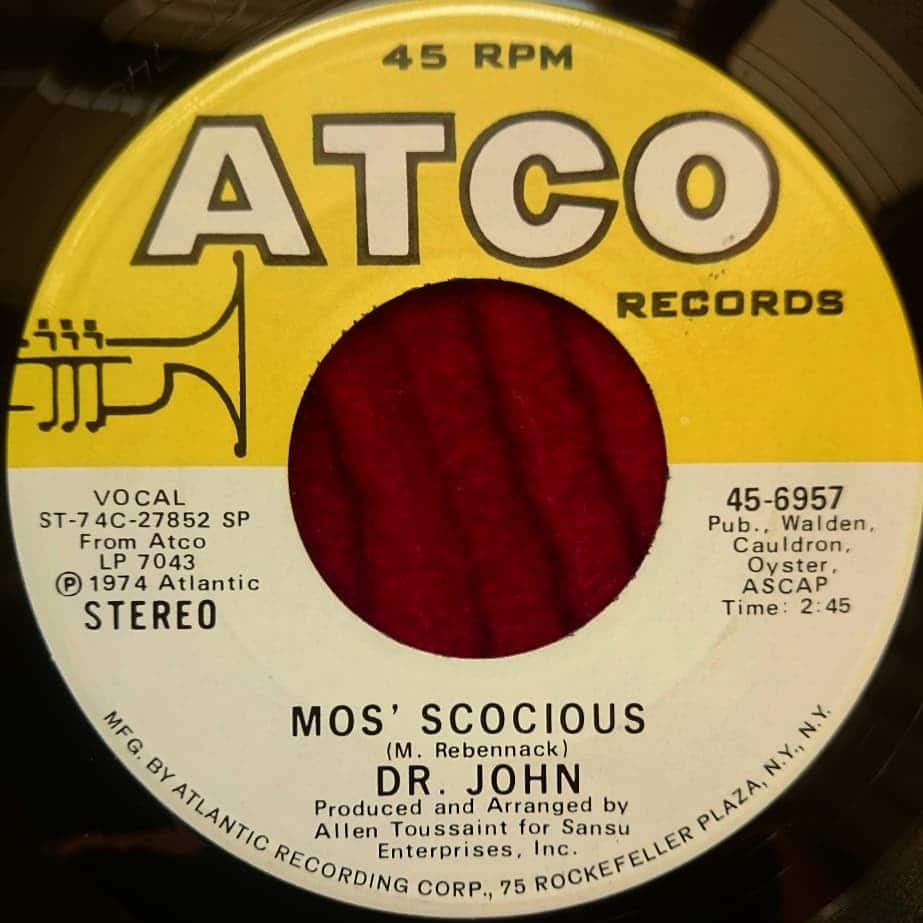 45 RPM
ATCO
RECORDS
VOCAL
ST-74C-27852 SP
From Atco
LP 7043
Ⓟ 1974 Atlantic
STEREO
45-6957
Pub., Walden,
Cauldron,
Oyster,
ASCAP
Time: 2:45
MOS' SCOCIOUS
(M. Rebennack)
DR. JOHN
Produced and Arranged by
Allen Toussaint for Sansu
Enterprises, Inc.
MFG. BY ATLANTIC RECORDING CORP., 75 ROCKEFELLER PLAZA, N.Y., N.Y.